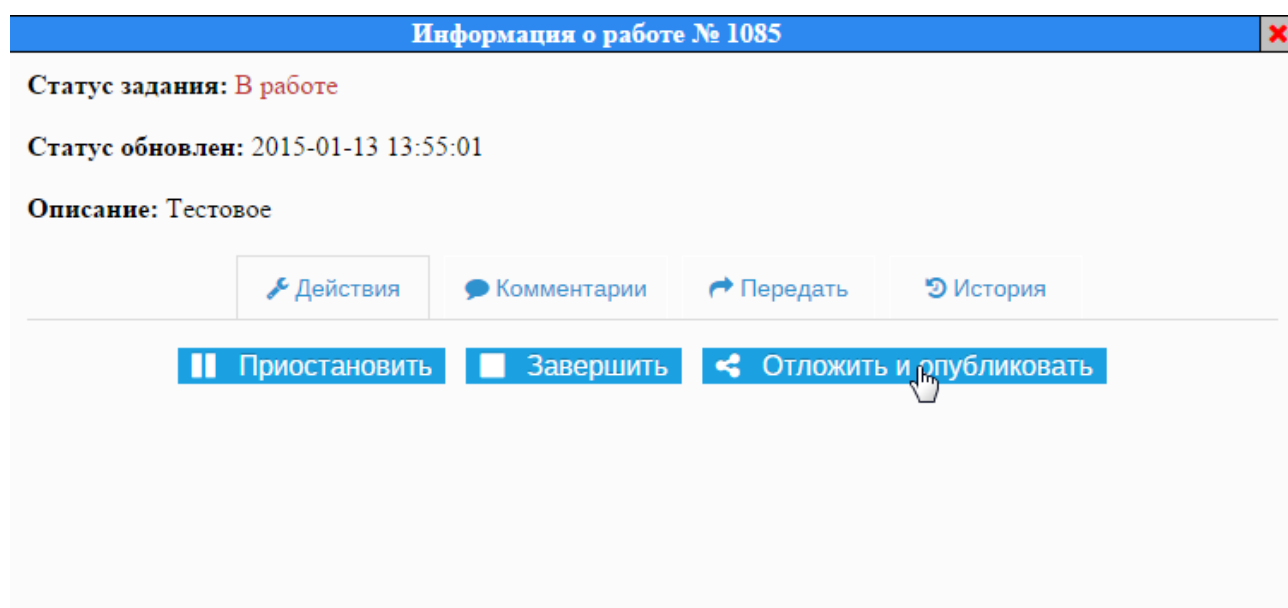 Информация о работе № 1085
Статус задания: В работе
Статус обновлен: 2015-01-13 13:55:01
Описание: Тестовое
Действия Комментарии Передать История
Приостановить Завершить Отложить и опубликовать